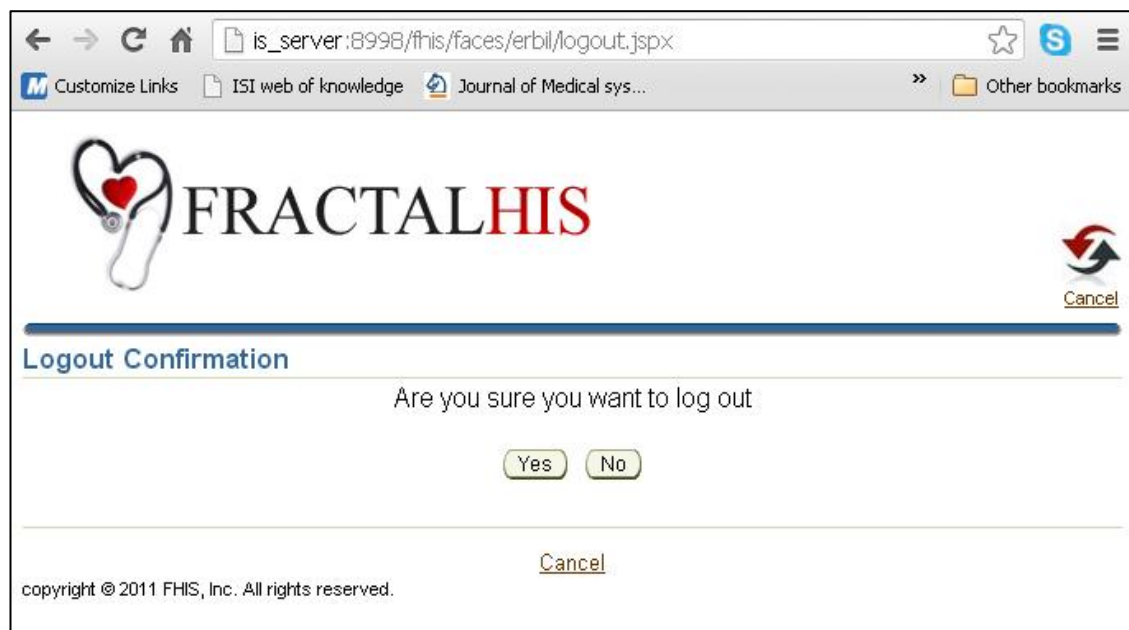 is_server:8998/fhis/faces/erbil/logout.jspx
Customize Links ISI web of knowledge Journal of Medical sys... » Other bookmarks
FRACTALHIS
Cancel
Logout Confirmation
Are you sure you want to log out
Yes No
Cancel
copyright © 2011 FHIS, Inc. All rights reserved.